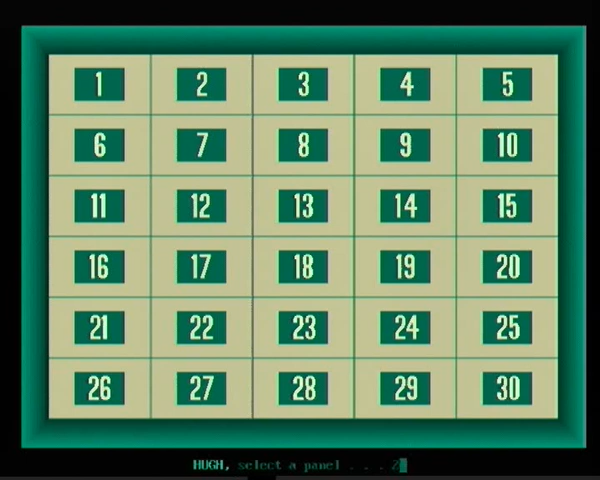 1 2 3 4 5
6 7 8 9 10
11 12 13 14 15
16 17 18 19 20
21 22 23 24 25
26 27 28 29 30
HUGH, select a panel . . . 2